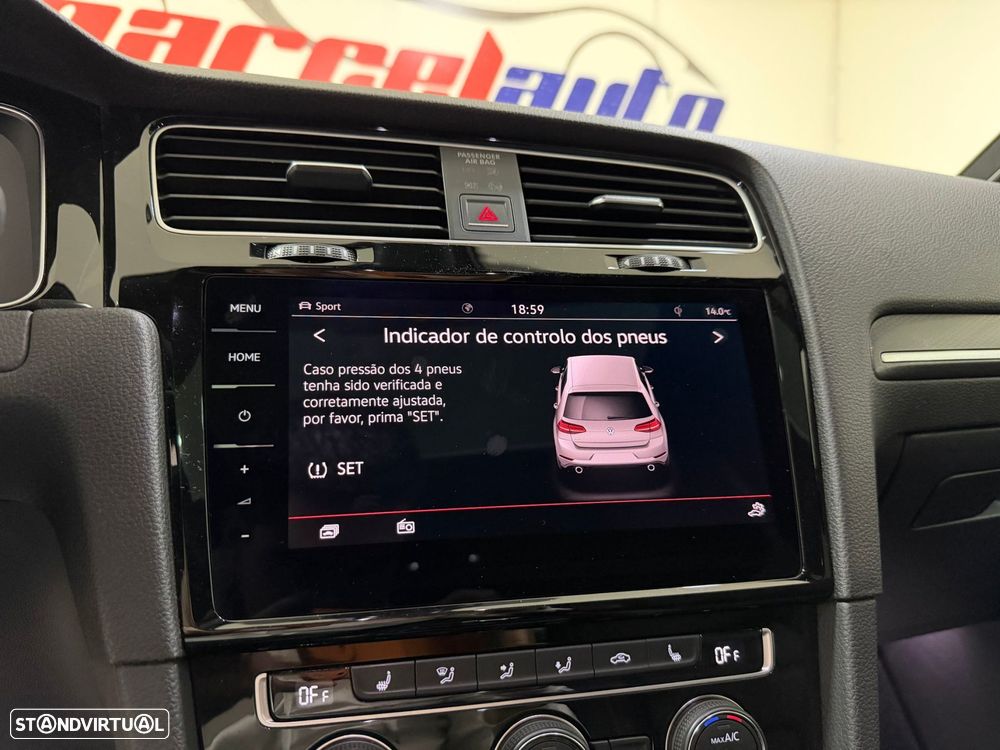 marcelauto
PASSENGER
AIR BAG
MENU
HOME
Sport
18:59
14.0°C
< Indicador de controlo dos pneus >
Caso pressão dos 4 pneus
tenha sido verificada e
corretamente ajustada,
por favor, prima "SET".
SET
+
-
OFF
OFF
MAX A/C
STANDVIRTUAL